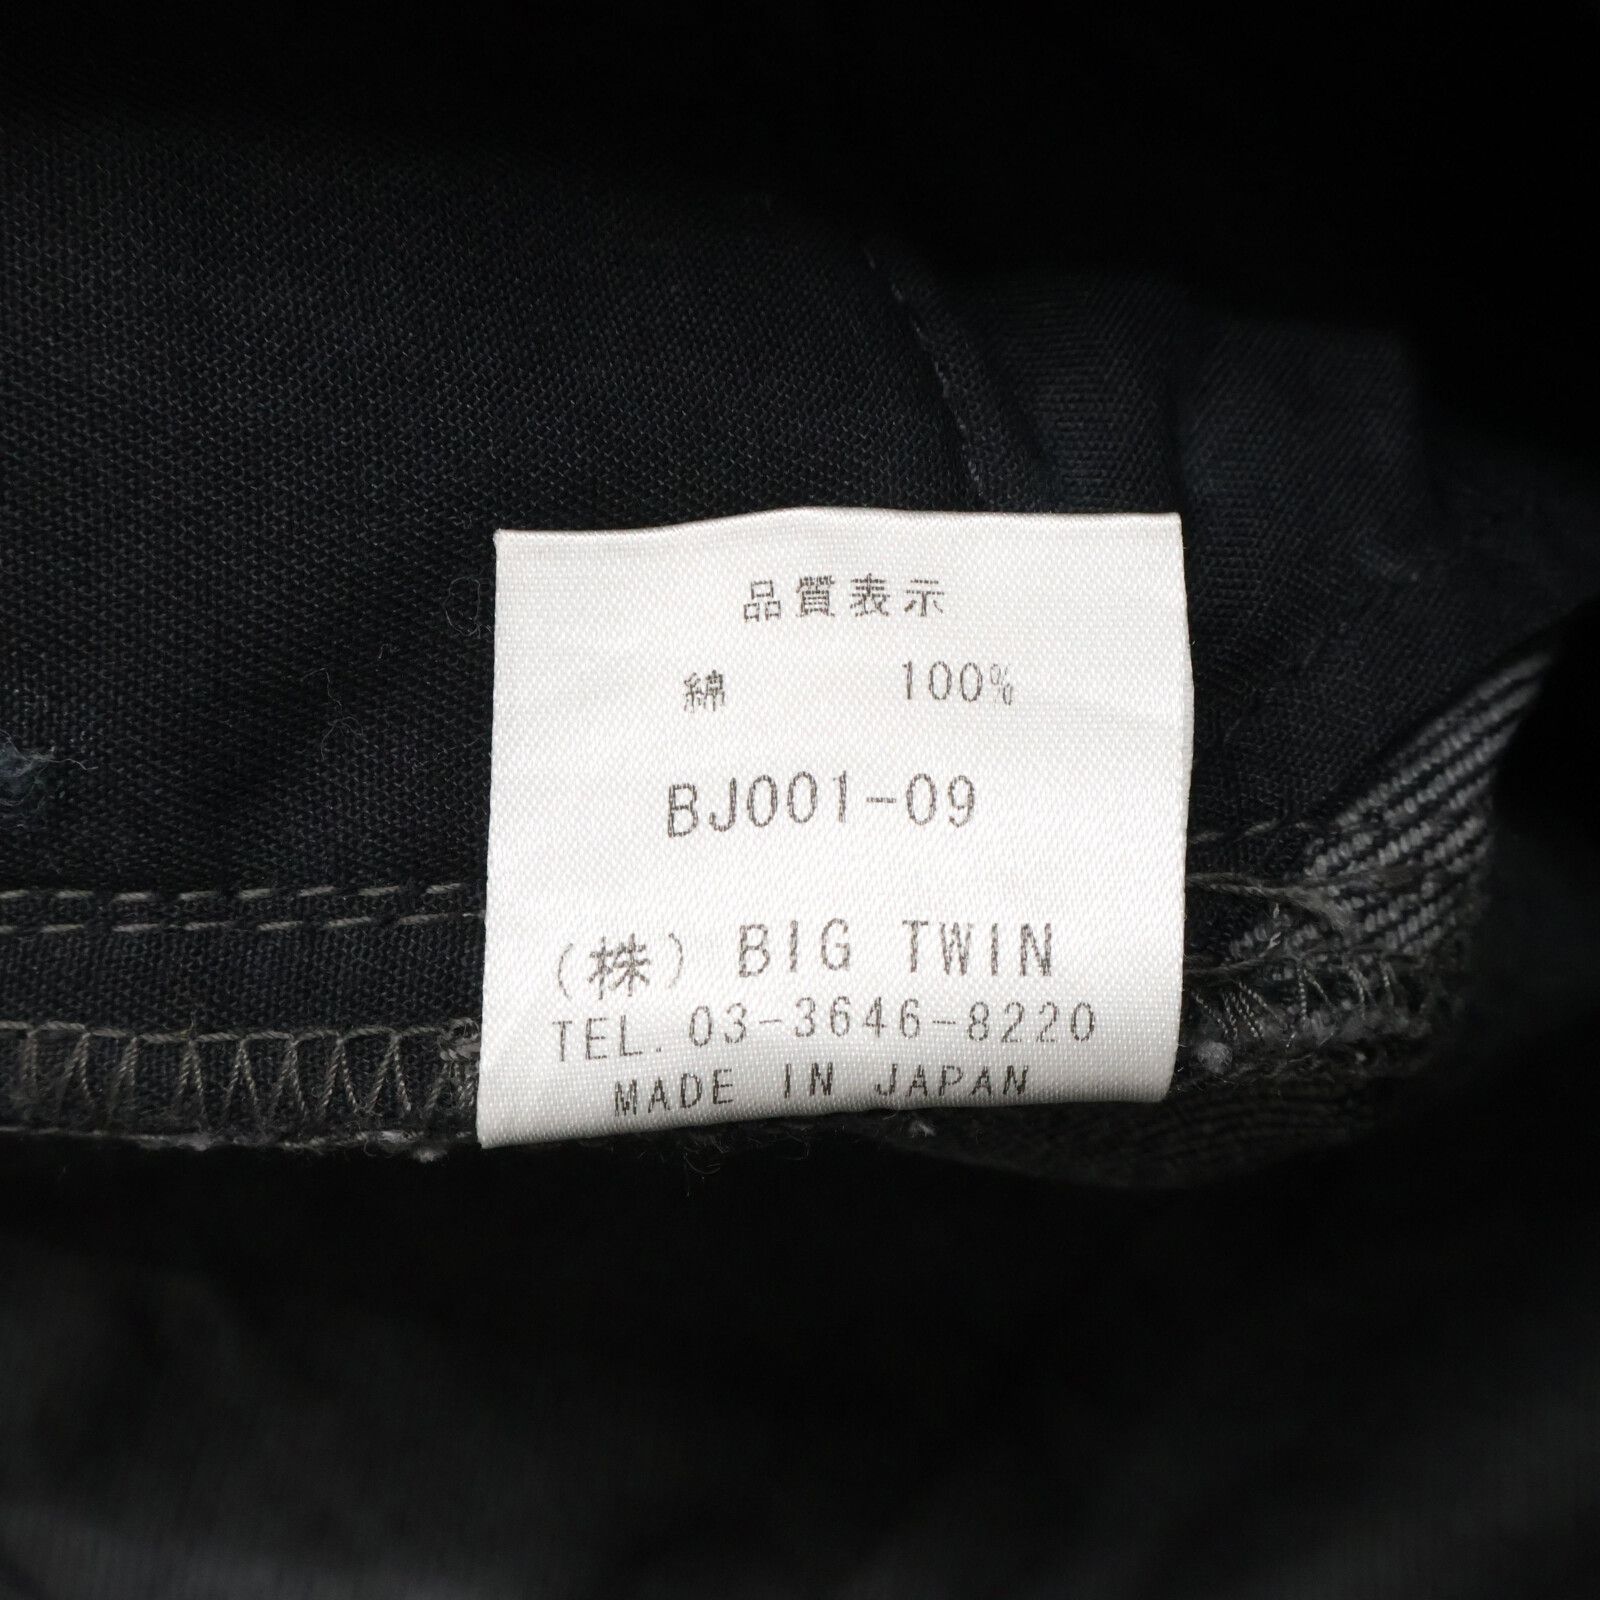 品質表示
綿 100%
BJ001-09
(株) BIG TWIN
TEL. 03-3646-8220
MADE IN JAPAN